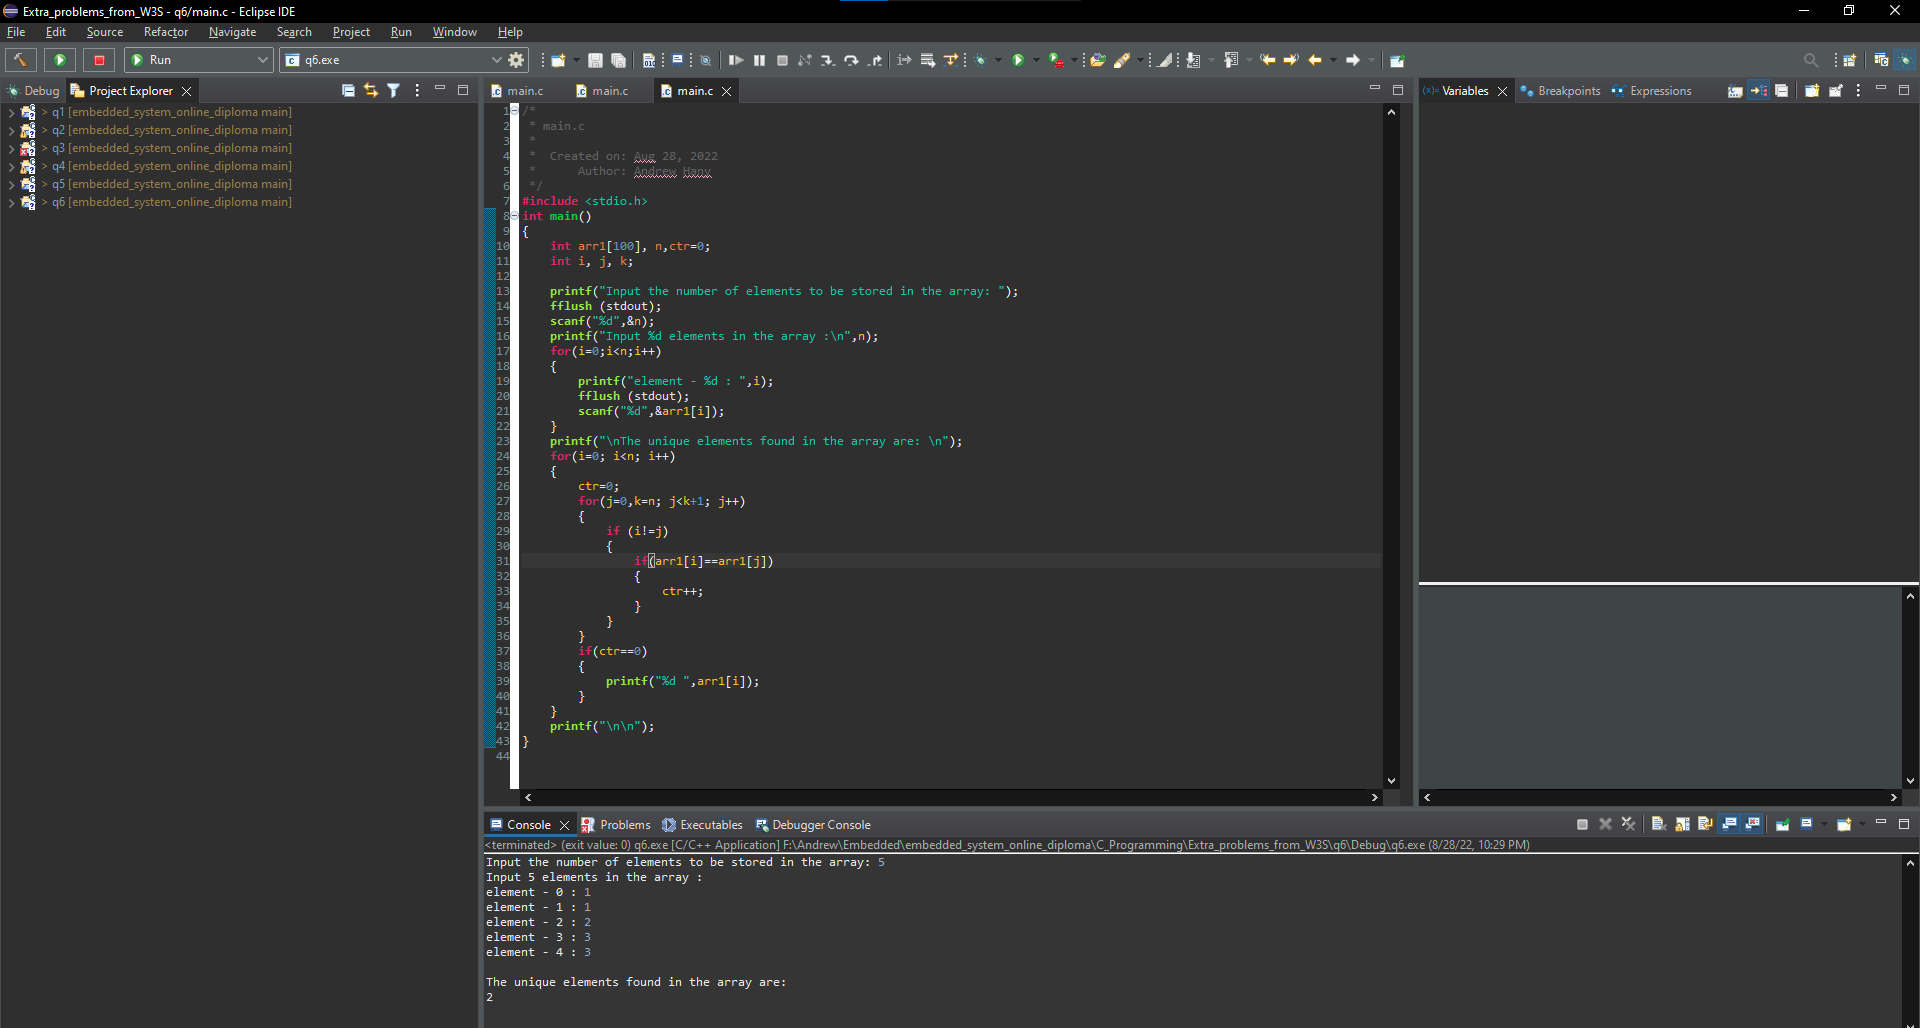 Extra_problems_from_W3S - q6/main.c - Eclipse IDE
File Edit Source Refactor Navigate Search Project Run Window Help
Run
q6.exe
Debug
Project Explorer
q1 [embedded_system_online_diploma main]
q2 [embedded_system_online_diploma main]
q3 [embedded_system_online_diploma main]
q4 [embedded_system_online_diploma main]
q5 [embedded_system_online_diploma main]
q6 [embedded_system_online_diploma main]
main.c
main.c
main.c
1 /*
2  * main.c
3  *
4  *  Created on: Aug 28, 2022
5  *      Author: Andrew Hany
6  */
7 #include <stdio.h>
8 int main()
9 {
10     int arr1[100], n,ctr=0;
11     int i, j, k;
12
13     printf("Input the number of elements to be stored in the array: ");
14     fflush (stdout);
15     scanf("%d",&n);
16     printf("Input %d elements in the array :\n",n);
17     for(i=0;i<n;i++)
18     {
19         printf("element - %d : ",i);
20         fflush (stdout);
21         scanf("%d",&arr1[i]);
22     }
23     printf("\nThe unique elements found in the array are: \n");
24     for(i=0; i<n; i++)
25     {
26         ctr=0;
27         for(j=0,k=n; j<k+1; j++)
28         {
29             if (i!=j)
30             {
31                 if(arr1[i]==arr1[j])
32                 {
33                     ctr++;
34                 }
35             }
36         }
37         if(ctr==0)
38         {
39             printf("%d ",arr1[i]);
40         }
41     }
42     printf("\n\n");
43 }
44
Variables
Breakpoints
Expressions
Console
Problems
Executables
Debugger Console
<terminated> (exit value: 0) q6.exe [C/C++ Application] F:\Andrew\Embedded\embedded_system_online_diploma\C_Programming\Extra_problems_from_W3S\q6\Debug\q6.exe (8/28/22, 10:29 PM)
Input the number of elements to be stored in the array: 5
Input 5 elements in the array :
element - 0 : 1
element - 1 : 1
element - 2 : 2
element - 3 : 3
element - 4 : 3

The unique elements found in the array are:
2